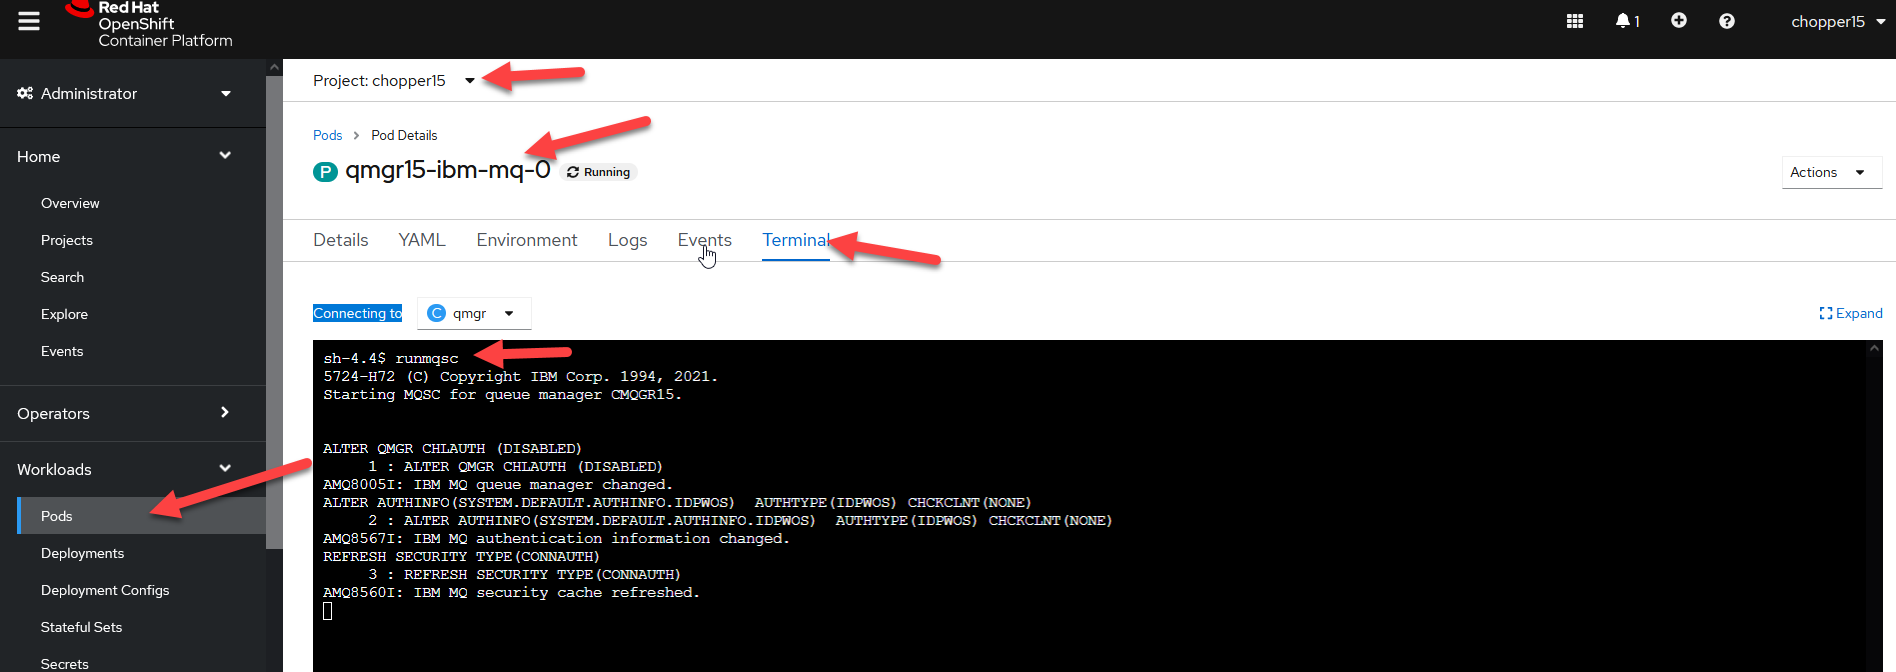 Red Hat
OpenShift
Container Platform
1
chopper15
Administrator
Home
Overview
Projects
Search
Explore
Events
Operators
Workloads
Pods
Deployments
Deployment Configs
Stateful Sets
Secrets
Project: chopper15
Pods > Pod Details
P qmgr15-ibm-mq-0 Running
Actions
Details YAML Environment Logs Events Terminal
Connecting to C qmgr
Expand
sh-4.4$ runmqsc
5724-H72 (C) Copyright IBM Corp. 1994, 2021.
Starting MQSC for queue manager CMQGR15.
ALTER QMGR CHLAUTH (DISABLED)
1 : ALTER QMGR CHLAUTH (DISABLED)
AMQ8005I: IBM MQ queue manager changed.
ALTER AUTHINFO(SYSTEM.DEFAULT.AUTHINFO.IDPWOS) AUTHTYPE(IDPWOS) CHCKCLNT(NONE)
2 : ALTER AUTHINFO(SYSTEM.DEFAULT.AUTHINFO.IDPWOS) AUTHTYPE(IDPWOS) CHCKCLNT(NONE)
AMQ8567I: IBM MQ authentication information changed.
REFRESH SECURITY TYPE(CONNAUTH)
3 : REFRESH SECURITY TYPE(CONNAUTH)
AMQ8560I: IBM MQ security cache refreshed.